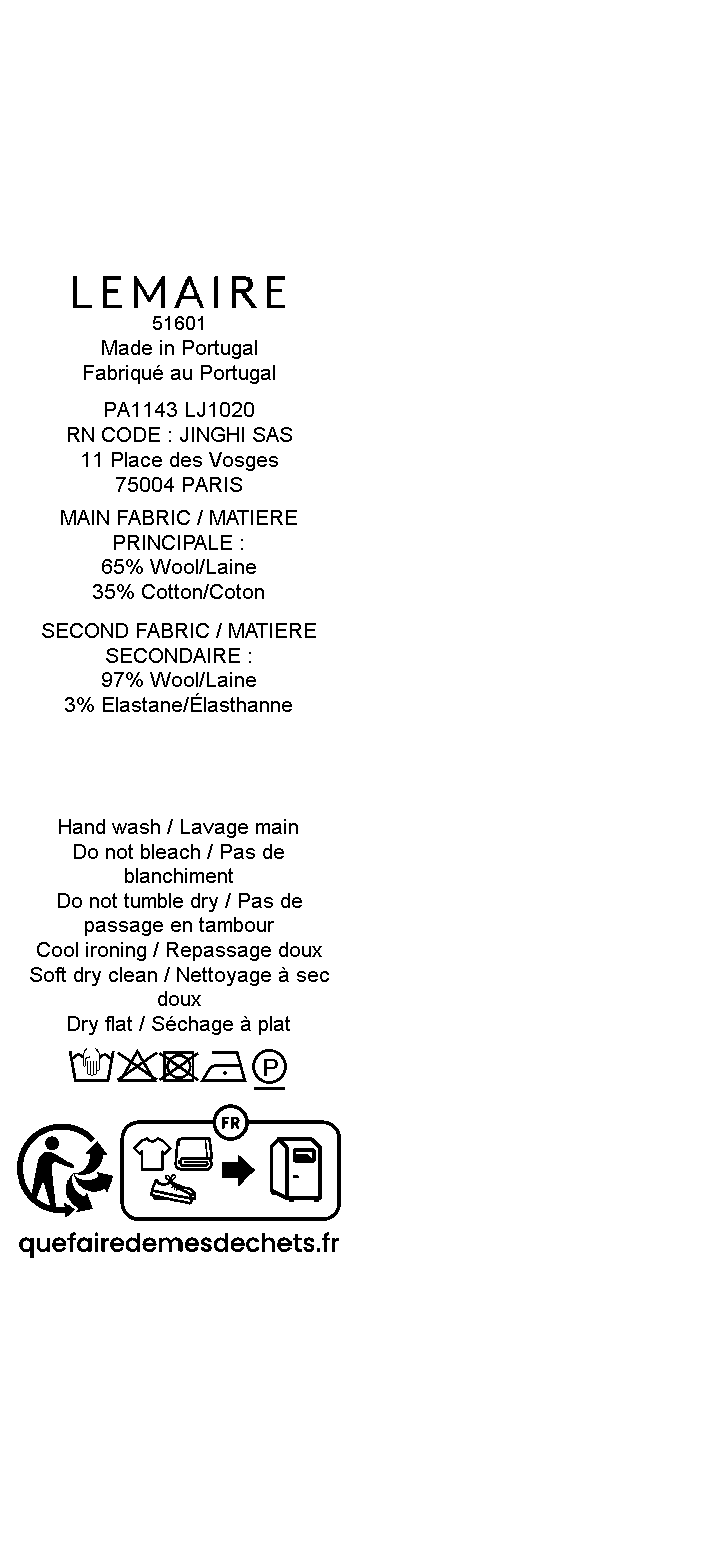 LEMAIRE
51601
Made in Portugal
Fabriqué au Portugal
PA1143 LJ1020
RN CODE : JINGHI SAS
11 Place des Vosges
75004 PARIS
MAIN FABRIC / MATIERE
PRINCIPALE :
65% Wool/Laine
35% Cotton/Coton
SECOND FABRIC / MATIERE
SECONDAIRE :
97% Wool/Laine
3% Elastane/Élasthanne
Hand wash / Lavage main
Do not bleach / Pas de
blanchiment
Do not tumble dry / Pas de
passage en tambour
Cool ironing / Repassage doux
Soft dry clean / Nettoyage à sec
doux
Dry flat / Séchage à plat
P
FR
quefairedemesdechets.fr